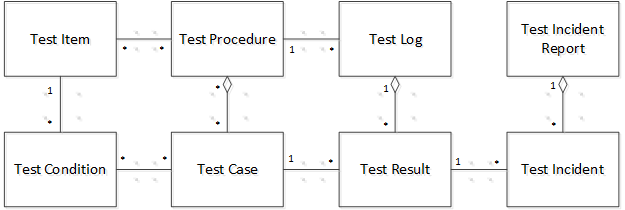 Test Item
Test Procedure
Test Log
Test Incident
Report
* *
1 *
1
*
*
*
1
*
1
*
Test Condition
* *
Test Case
1 *
Test Result
1 *
Test Incident